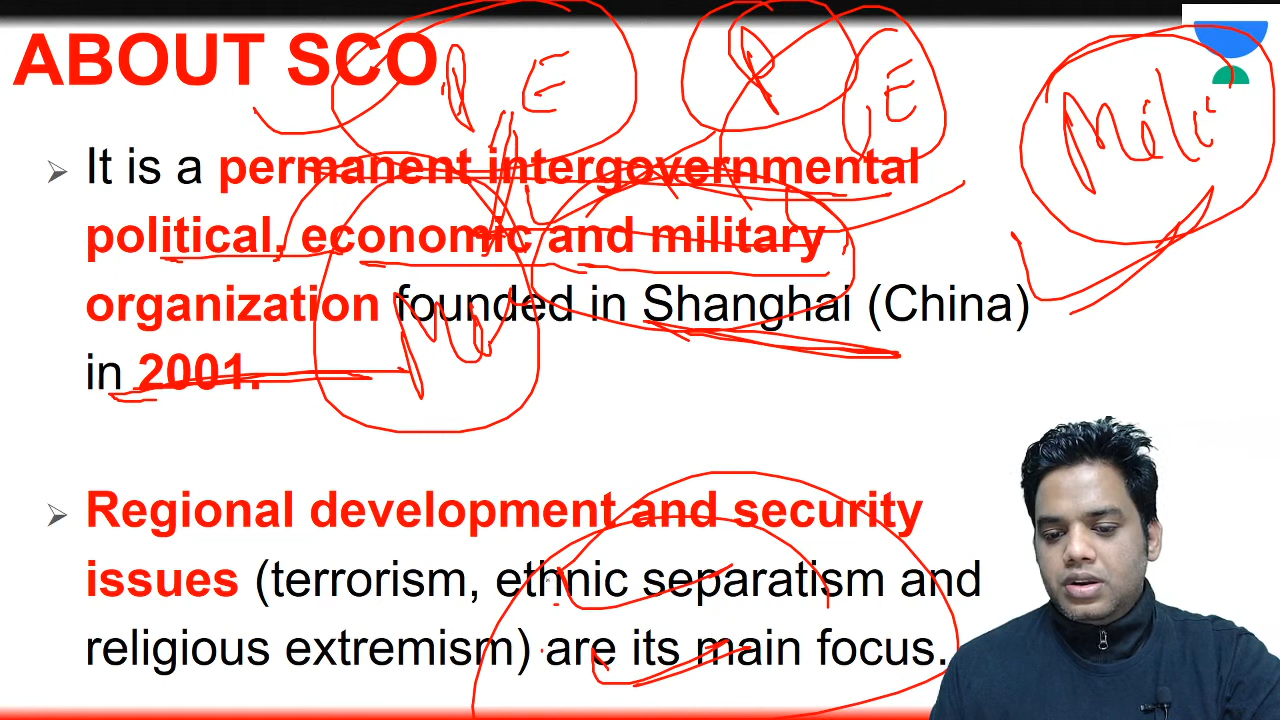 ABOUT SCO
P E
P
, E
Mili
➢ It is a permanent intergovernmental
political, economic and military
organization founded in Shanghai (China)
in 2001.
➢ Regional development and security
issues (terrorism, ethnic separatism and
religious extremism) are its main focus.